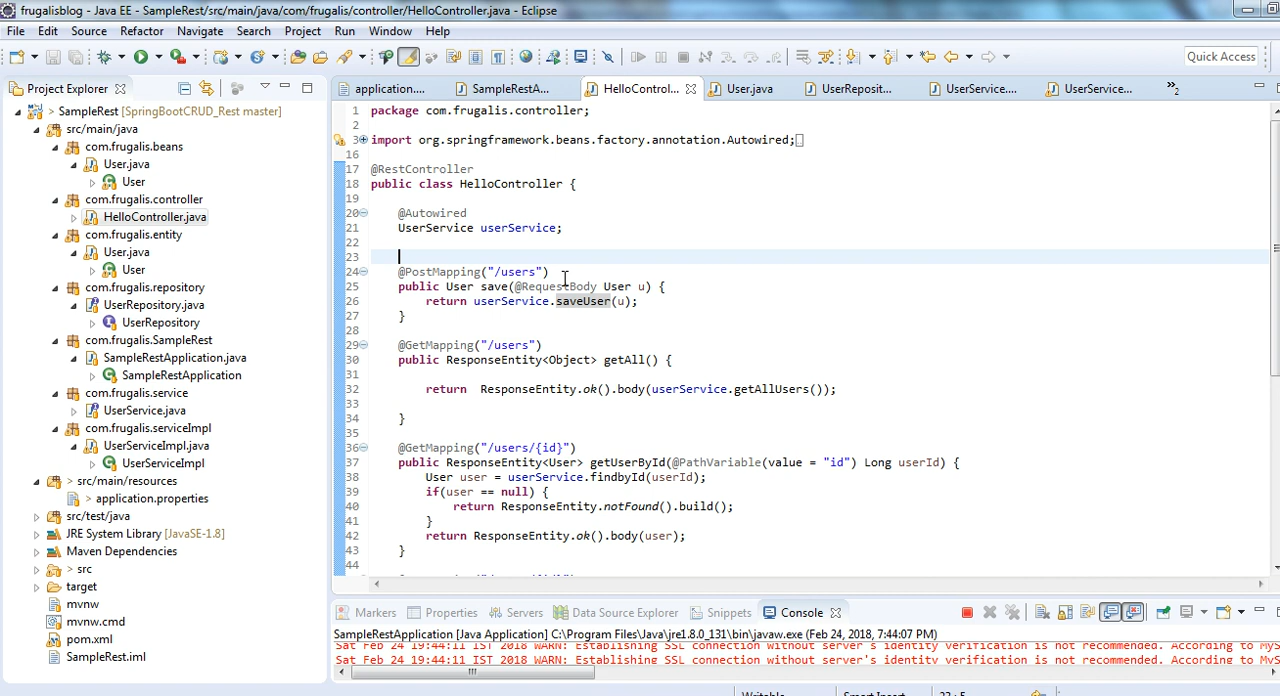 frugalisblog - Java EE - SampleRest/src/main/java/com/frugalis/controller/HelloController.java - Eclipse
File Edit Source Refactor Navigate Search Project Run Window Help
Quick Access
Project Explorer
application.... SampleRestA... HelloControl... User.java UserReposit... UserService.... UserService... 2
SampleRest [SpringBootCRUD_Rest master]
src/main/java
com.frugalis.beans
User.java
User
com.frugalis.controller
HelloController.java
com.frugalis.entity
User.java
User
com.frugalis.repository
UserRepository.java
UserRepository
com.frugalis.SampleRest
SampleRestApplication.java
SampleRestApplication
com.frugalis.service
UserService.java
com.frugalis.serviceImpl
UserServiceImpl.java
UserServiceImpl
> src/main/resources
> application.properties
src/test/java
JRE System Library [JavaSE-1.8]
Maven Dependencies
> src
target
mvnw
mvnw.cmd
pom.xml
SampleRest.iml
1 package com.frugalis.controller;
2
3 import org.springframework.beans.factory.annotation.Autowired;
16
17 @RestController
18 public class HelloController {
19
20 @Autowired
21 UserService userService;
22
23
24 @PostMapping("/users")
25 public User save(@RequestBody User u) {
26 return userService.saveUser(u);
27 }
28
29 @GetMapping("/users")
30 public ResponseEntity<Object> getAll() {
31
32 return ResponseEntity.ok().body(userService.getAllUsers());
33
34 }
35
36 @GetMapping("/users/{id}")
37 public ResponseEntity<User> getUserById(@PathVariable(value = "id") Long userId) {
38 User user = userService.findbyId(userId);
39 if(user == null) {
40 return ResponseEntity.notFound().build();
41 }
42 return ResponseEntity.ok().body(user);
43 }
44
Markers Properties Servers Data Source Explorer Snippets Console
SampleRestApplication [Java Application] C:\Program Files\Java\jre1.8.0_131\bin\javaw.exe (Feb 24, 2018, 7:44:07 PM)
Sat Feb 24 19:44:11 IST 2018 WARN: Establishing SSL connection without server's identity verification is not recommended. According to MyS
Sat Feb 24 19:44:11 IST 2018 WARN: Establishing SSL connection without server's identity verification is not recommended. According to MyS
Writable Smart Insert